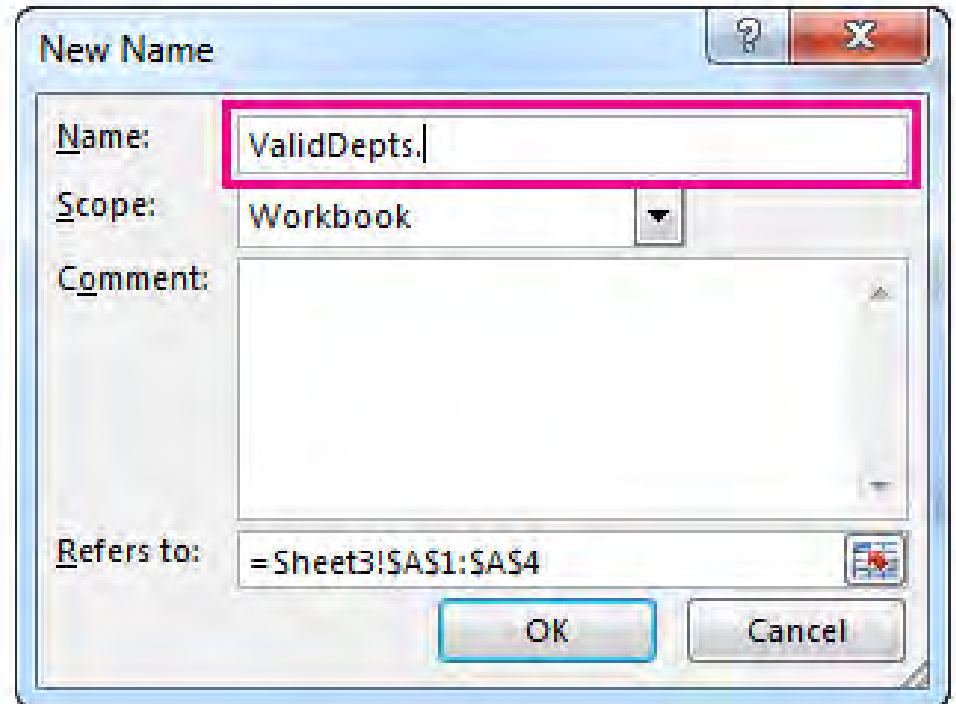 New Name
Name: ValidDepts.
Scope: Workbook
Comment:
Refers to: =Sheet3!$A$1:$A$4
OK Cancel